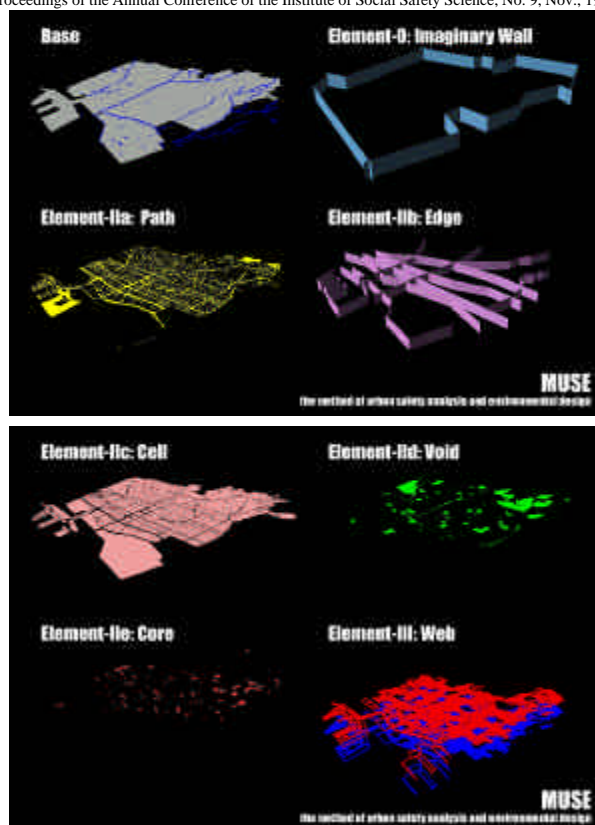 roceedings of the Annual Conference of the Institute of Social Safety Science, No. 9, Nov., 19
Base
Element-0: Imaginary Wall
Element-IIa: Path
Element-IIb: Edge
MUSE
the method of urban safety analysis and environmental design
Element-IIc: Cell
Element-IId: Void
Element-IIe: Core
Element-III: Web
MUSE
the method of urban safety analysis and environmental design